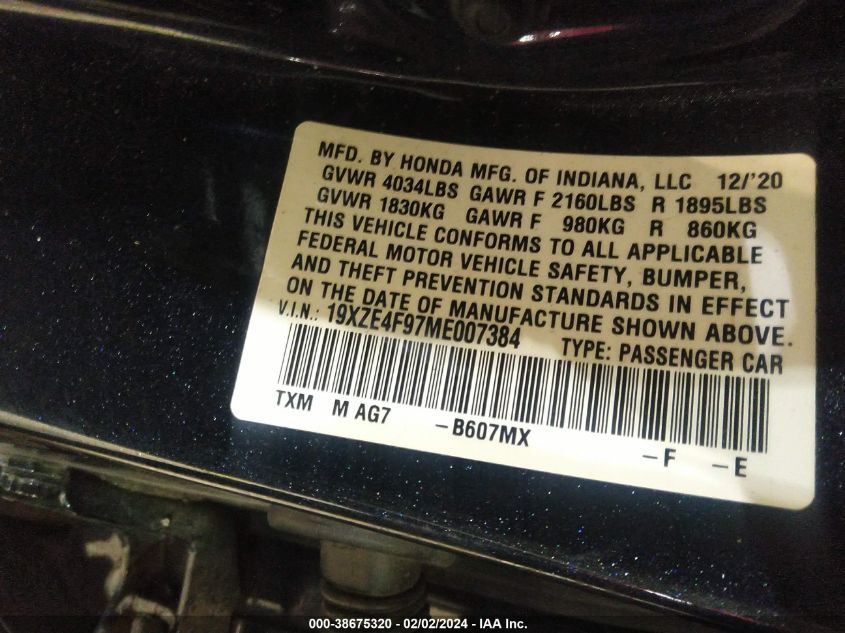 MFD. BY HONDA MFG. OF INDIANA, LLC 12/'20
GVWR 4034LBS GAWR F 2160LBS R 1895LBS
GVWR 1830KG GAWR F 980KG R 860KG
THIS VEHICLE CONFORMS TO ALL APPLICABLE
FEDERAL MOTOR VEHICLE SAFETY, BUMPER,
AND THEFT PREVENTION STANDARDS IN EFFECT
ON THE DATE OF MANUFACTURE SHOWN ABOVE.
V.I.N.: 19XZE4F97ME007384 TYPE: PASSENGER CAR
TXM M AG7 -B607MX -F -E
000-38675320 - 02/02/2024 - IAA Inc.